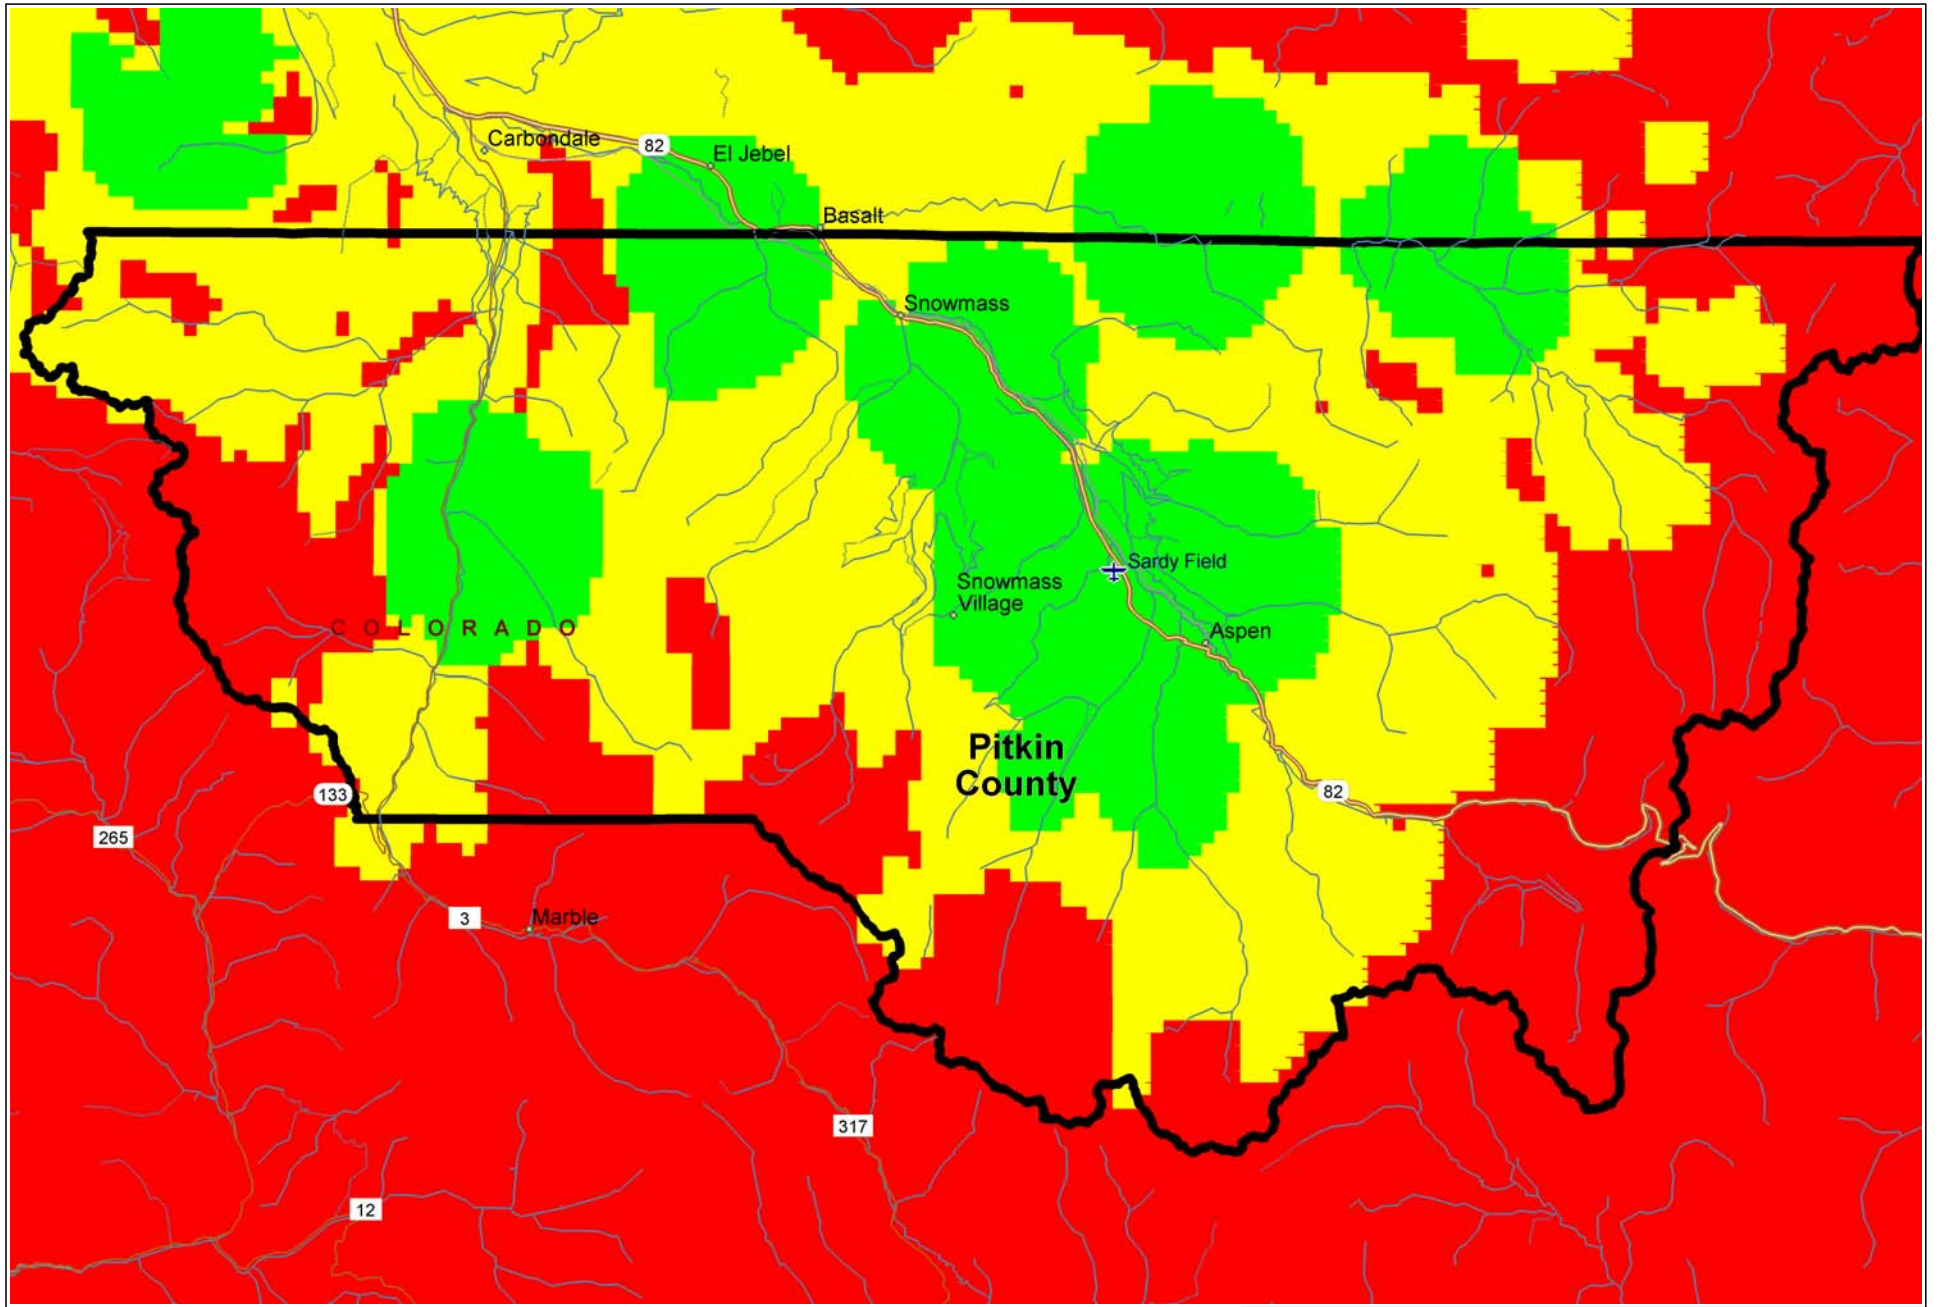 Carbondale
82
El Jebel
Basalt
Snowmass
Sardy Field
Snowmass
Village
COLORADO
Aspen
Pitkin
County
133
82
265
3
Marble
317
12